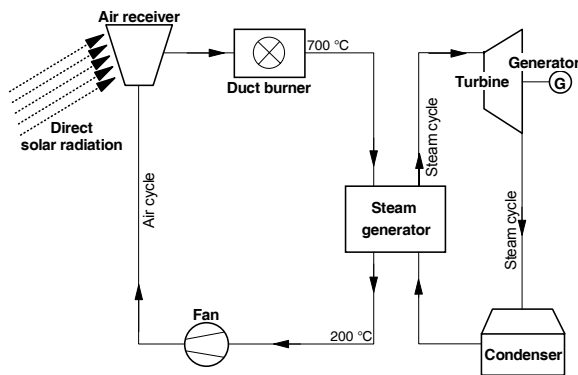 Air receiver
700 °C
Duct burner
Generator
G
Turbine
Direct
solar radiation
Air cycle
Steam cycle
Steam cycle
Steam
generator
Fan
200 °C
Condenser